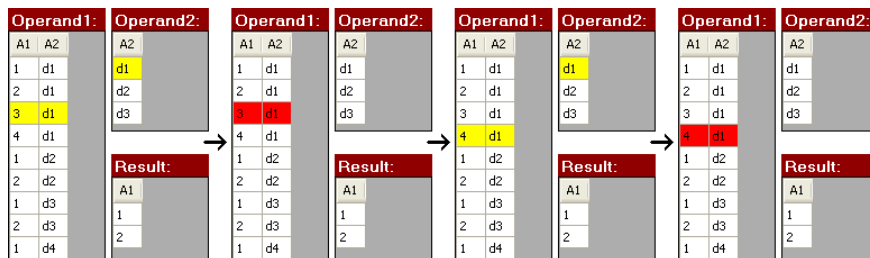 Operand1: Operand2: Operand1: Operand2: Operand1: Operand2: Operand1: Operand2:
A1 A2 A2 A1 A2 A2 A1 A2 A2 A1 A2 A2
1 d1 d1 1 d1 d1 1 d1 d1 1 d1 d1
2 d1 d2 2 d1 d2 2 d1 d2 2 d1 d2
3 d1 d3 3 d1 d3 3 d1 d3 3 d1 d3
4 d1 4 d1 4 d1 4 d1
1 d2 Result: 1 d2 Result: 1 d2 Result: 1 d2 Result:
2 d2 A1 2 d2 A1 2 d2 A1 2 d2 A1
1 d3 1 1 d3 1 1 d3 1 1 d3 1
2 d3 2 2 d3 2 2 d3 2 2 d3 2
1 d4 1 d4 1 d4 1 d4